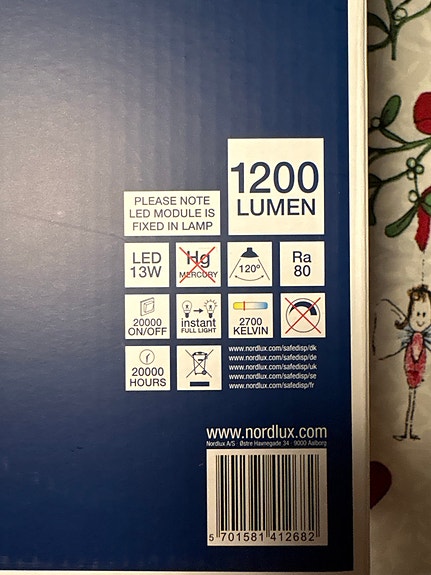 1200
LUMEN
PLEASE NOTE
LED MODULE IS
FIXED IN LAMP
LED
13W
Hg
MERCURY
120°
Ra
80
20000
ON/OFF
instant
FULL LIGHT
2700
KELVIN
20000
HOURS
www.nordlux.com/safedisp/dk
www.nordlux.com/safedisp/de
www.nordlux.com/safedisp/uk
www.nordlux.com/safedisp/se
www.nordlux.com/safedisp/fr
www.nordlux.com
Nordlux A/S · Østre Havnegade 34 · 9000 Aalborg
5 701581 412682